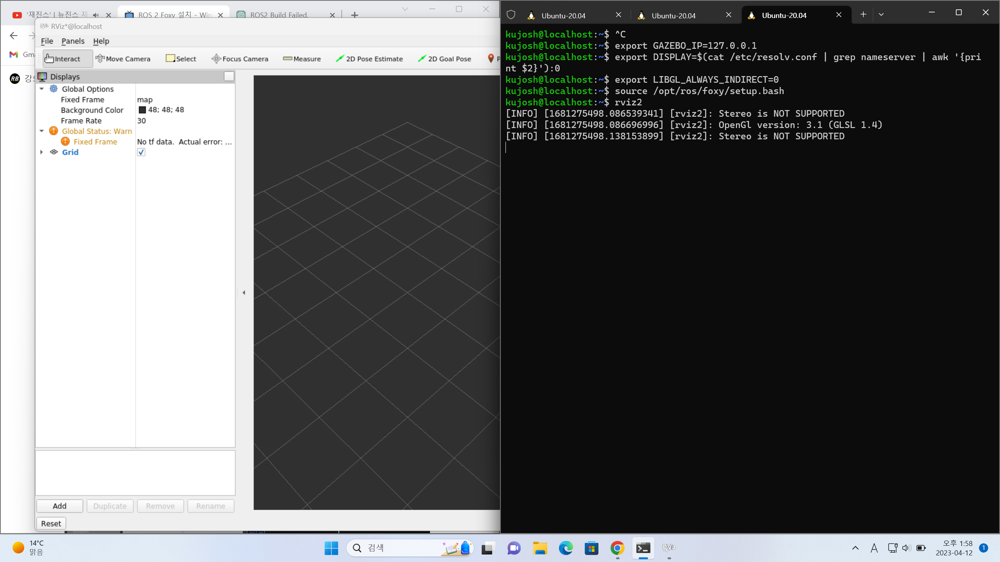 '재진스' | 뉴진스 재
ROS 2 Foxy 설치 - Win
ROS2 Build Failed.
RViz*@localhost
File Panels Help
Interact Move Camera Select Focus Camera Measure 2D Pose Estimate 2D Goal Pose P
Gma
RB
Displays
Global Options
Fixed Frame map
Background Color 48; 48; 48
Frame Rate 30
Global Status: Warn
Fixed Frame No tf data. Actual error: ...
Grid
Add Duplicate Remove Rename
Reset
Ubuntu-20.04 Ubuntu-20.04 Ubuntu-20.04
kujosh@localhost:~$ ^C
kujosh@localhost:~$ export GAZEBO_IP=127.0.0.1
kujosh@localhost:~$ export DISPLAY=$(cat /etc/resolv.conf | grep nameserver | awk '{pri
nt $2}'):0
kujosh@localhost:~$ export LIBGL_ALWAYS_INDIRECT=0
kujosh@localhost:~$ source /opt/ros/foxy/setup.bash
kujosh@localhost:~$ rviz2
[INFO] [1681275498.086539341] [rviz2]: Stereo is NOT SUPPORTED
[INFO] [1681275498.086696996] [rviz2]: OpenGl version: 3.1 (GLSL 1.4)
[INFO] [1681275498.138153899] [rviz2]: Stereo is NOT SUPPORTED
14°C
맑음
검색
RViz
A
오후 1:58
2023-04-12
1